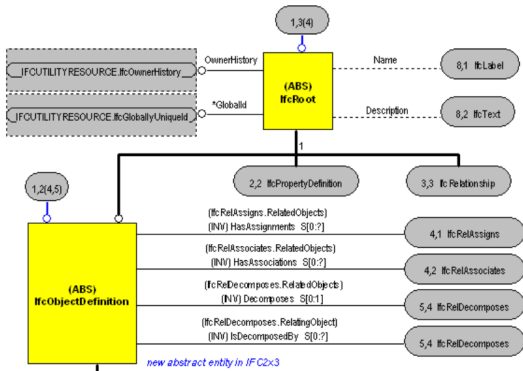 1,3(4)
OwnerHistory
Name
IFCUTILITYRESOURCE.IfcOwnerHistory
8,1 IfcLabel
(ABS)
IfcRoot
*GlobalId
Description
IFCUTILITYRESOURCE.IfcGloballyUniqueId
8,2 IfcText
1
1,2(4,5)
2,2 IfcPropertyDefinition
3,3 IfcRelationship
(IfcRelAssigns.RelatedObjects)
(INV) HasAssignments S[0:?]
4,1 IfcRelAssigns
(IfcRelAssociates.RelatedObjects)
(INV) HasAssociations S[0:?]
4,2 IfcRelAssociates
(ABS)
IfcObjectDefinition
(IfcRelDecomposes.RelatedObjects)
(INV) Decomposes S[0:1]
5,4 IfcRelDecomposes
(IfcRelDecomposes.RelatingObject)
(INV) IsDecomposedBy S[0:?]
5,4 IfcRelDecomposes
new abstract entity in IFC2x3